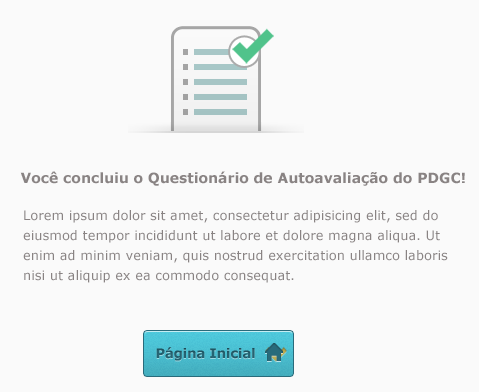 Você concluiu o Questionário de Autoavaliação do PDGC!
Lorem ipsum dolor sit amet, consectetur adipisicing elit, sed do
eiusmod tempor incididunt ut labore et dolore magna aliqua. Ut
enim ad minim veniam, quis nostrud exercitation ullamco laboris
nisi ut aliquip ex ea commodo consequat.
Página Inicial